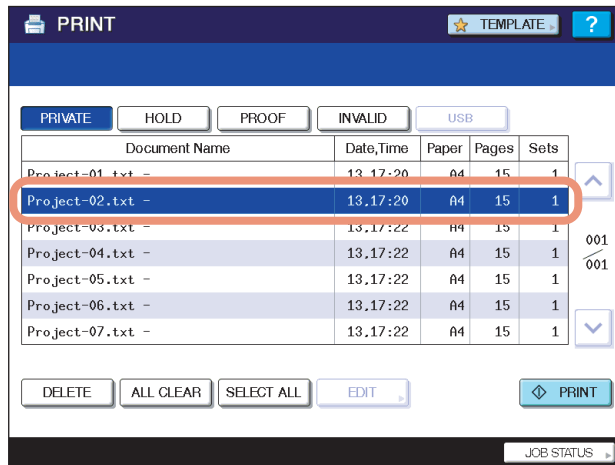 PRINT TEMPLATE ?
PRIVATE HOLD PROOF INVALID USB
Document Name Date,Time Paper Pages Sets
Project-01.txt - 13,17:20 A4 15 1
Project-02.txt - 13,17:20 A4 15 1
Project-03.txt - 13,17:22 A4 15 1
Project-04.txt - 13,17:22 A4 15 1
Project-05.txt - 13,17:22 A4 15 1
Project-06.txt - 13,17:22 A4 15 1
Project-07.txt - 13,17:22 A4 15 1
001
001
DELETE ALL CLEAR SELECT ALL EDIT PRINT
JOB STATUS